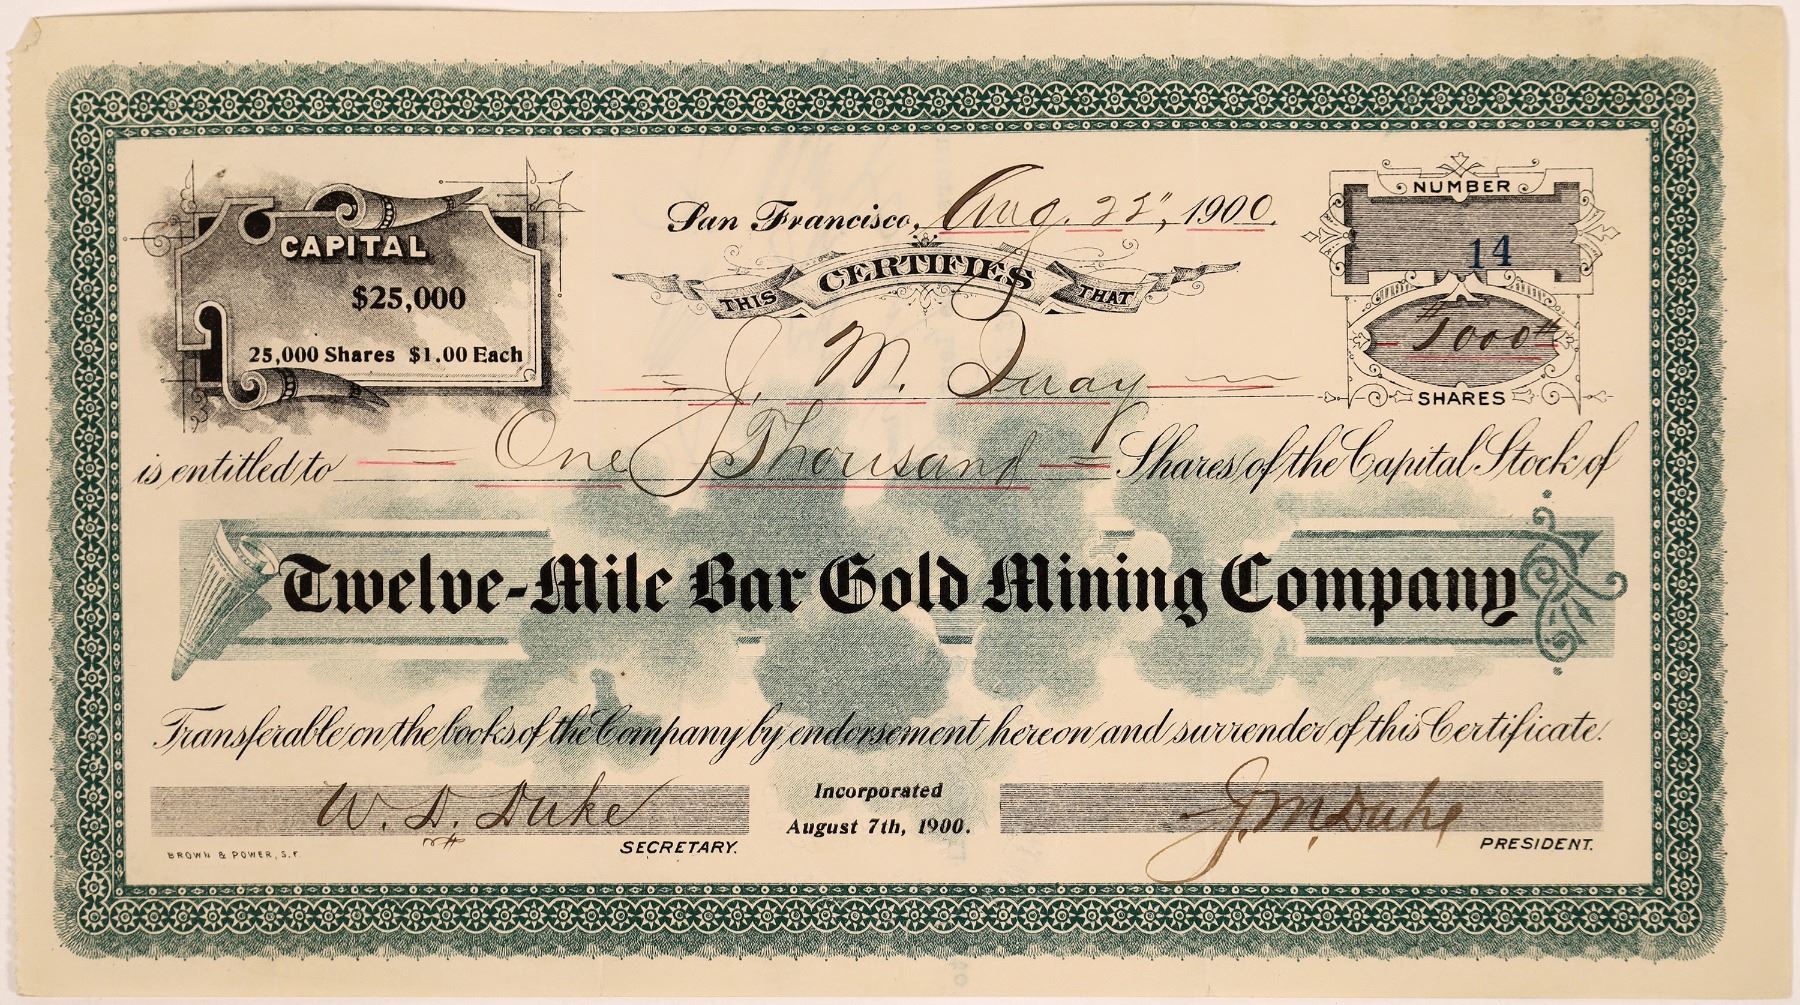 San Francisco, Aug. 22", 1900.
NUMBER
14
CAPITAL
$25,000
25,000 Shares $1.00 Each
THIS CERTIFIES THAT
#1000#
SHARES
J. M. Quay
is entitled to = One Thousand = Shares of the Capital Stock of
Twelve-Mile Bar Gold Mining Company
Transferable on the books of the Company by endorsement hereon and surrender of this Certificate.
W. D. Duke
SECRETARY.
Incorporated
August 7th, 1900.
J. M. Duke
PRESIDENT.
BROWN & POWER, S.F.